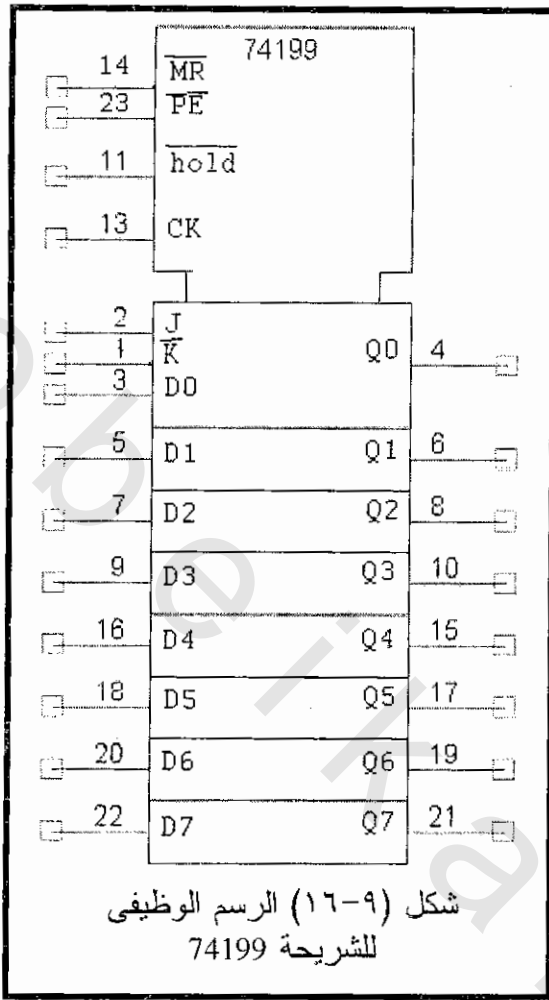 74199
14 MR
23 PE
11 hold
13 CK
2 J
1 K
3 D0
Q0 4
5 D1 Q1 6
7 D2 Q2 8
9 D3 Q3 10
16 D4 Q4 15
18 D5 Q5 17
20 D6 Q6 19
22 D7 Q7 21
شكل (٩-١٦) الرسم الوظيفى
للشريحة 74199